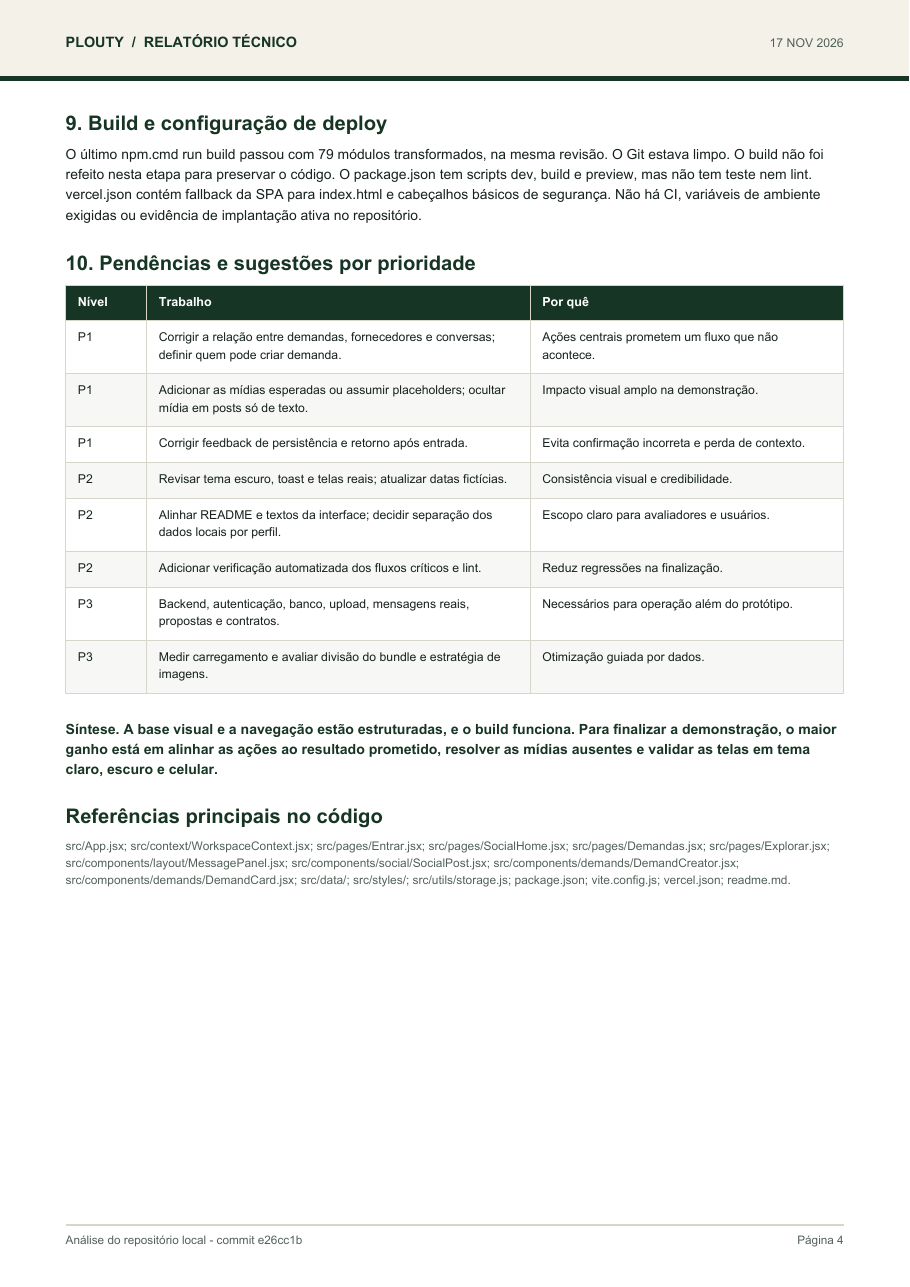 PLOUTY / RELATÓRIO TÉCNICO
17 NOV 2026
9. Build e configuração de deploy
O último npm.cmd run build passou com 79 módulos transformados, na mesma revisão. O Git estava limpo. O build não foi
refeito nesta etapa para preservar o código. O package.json tem scripts dev, build e preview, mas não tem teste nem lint.
vercel.json contém fallback da SPA para index.html e cabeçalhos básicos de segurança. Não há CI, variáveis de ambiente
exigidas ou evidência de implantação ativa no repositório.
10. Pendências e sugestões por prioridade
Nível
Trabalho
Por quê
P1
Corrigir a relação entre demandas, fornecedores e conversas;
definir quem pode criar demanda.
Ações centrais prometem um fluxo que não
acontece.
P1
Adicionar as mídias esperadas ou assumir placeholders; ocultar
mídia em posts só de texto.
Impacto visual amplo na demonstração.
P1
Corrigir feedback de persistência e retorno após entrada.
Evita confirmação incorreta e perda de contexto.
P2
Revisar tema escuro, toast e telas reais; atualizar datas fictícias.
Consistência visual e credibilidade.
P2
Alinhar README e textos da interface; decidir separação dos
dados locais por perfil.
Escopo claro para avaliadores e usuários.
P2
Adicionar verificação automatizada dos fluxos críticos e lint.
Reduz regressões na finalização.
P3
Backend, autenticação, banco, upload, mensagens reais,
propostas e contratos.
Necessários para operação além do protótipo.
P3
Medir carregamento e avaliar divisão do bundle e estratégia de
imagens.
Otimização guiada por dados.
Síntese. A base visual e a navegação estão estruturadas, e o build funciona. Para finalizar a demonstração, o maior
ganho está em alinhar as ações ao resultado prometido, resolver as mídias ausentes e validar as telas em tema
claro, escuro e celular.
Referências principais no código
src/App.jsx; src/context/WorkspaceContext.jsx; src/pages/Entrar.jsx; src/pages/SocialHome.jsx; src/pages/Demandas.jsx; src/pages/Explorar.jsx;
src/components/layout/MessagePanel.jsx; src/components/social/SocialPost.jsx; src/components/demands/DemandCreator.jsx;
src/components/demands/DemandCard.jsx; src/data/; src/styles/; src/utils/storage.js; package.json; vite.config.js; vercel.json; readme.md.
Análise do repositório local - commit e26cc1b
Página 4